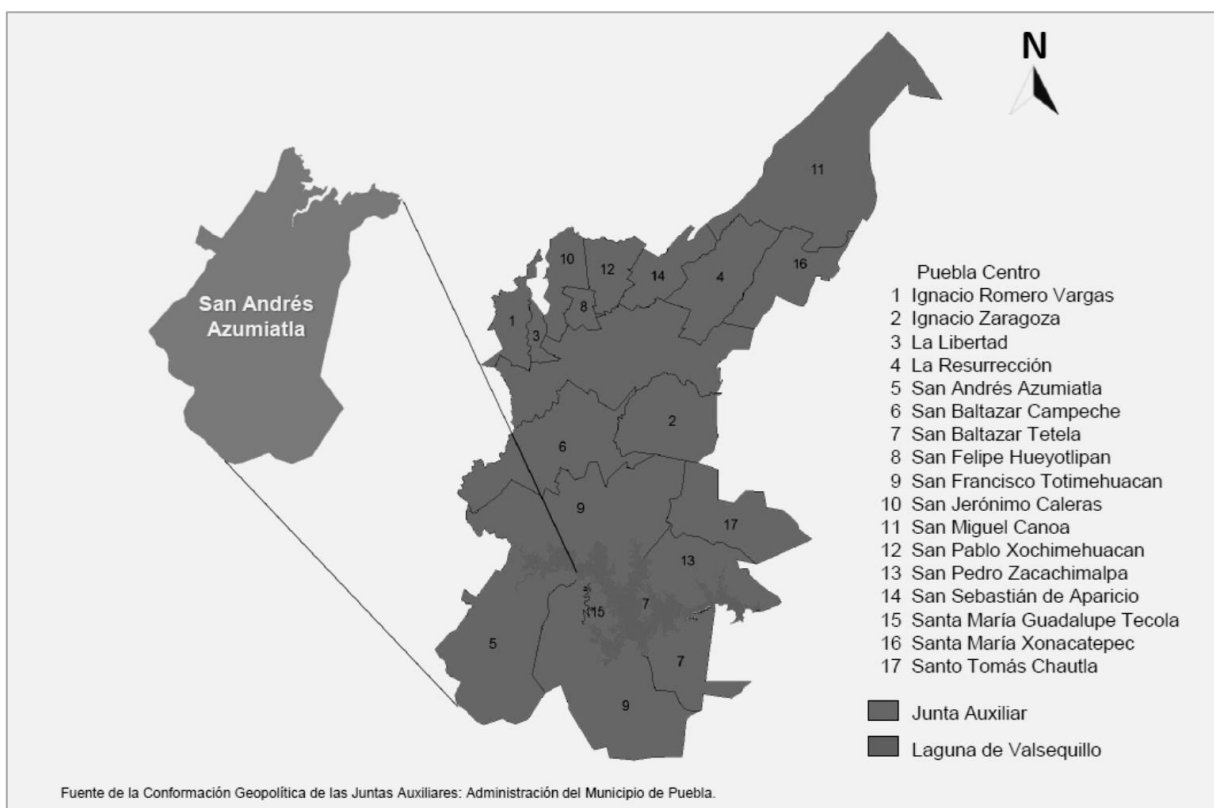 N
San Andrés
Azumiatla
11
10
12
14
4
16
8
1
3
2
6
9
17
13
15
7
5
7
9
Puebla Centro
1 Ignacio Romero Vargas
2 Ignacio Zaragoza
3 La Libertad
4 La Resurrección
5 San Andrés Azumiatla
6 San Baltazar Campeche
7 San Baltazar Tetela
8 San Felipe Hueyotlipan
9 San Francisco Totimehuacan
10 San Jerónimo Caleras
11 San Miguel Canoa
12 San Pablo Xochimehuacan
13 San Pedro Zacachimalpa
14 San Sebastián de Aparicio
15 Santa María Guadalupe Tecola
16 Santa María Xonacatepec
17 Santo Tomás Chautla
Junta Auxiliar
Laguna de Valsequillo
Fuente de la Conformación Geopolítica de las Juntas Auxiliares: Administración del Municipio de Puebla.